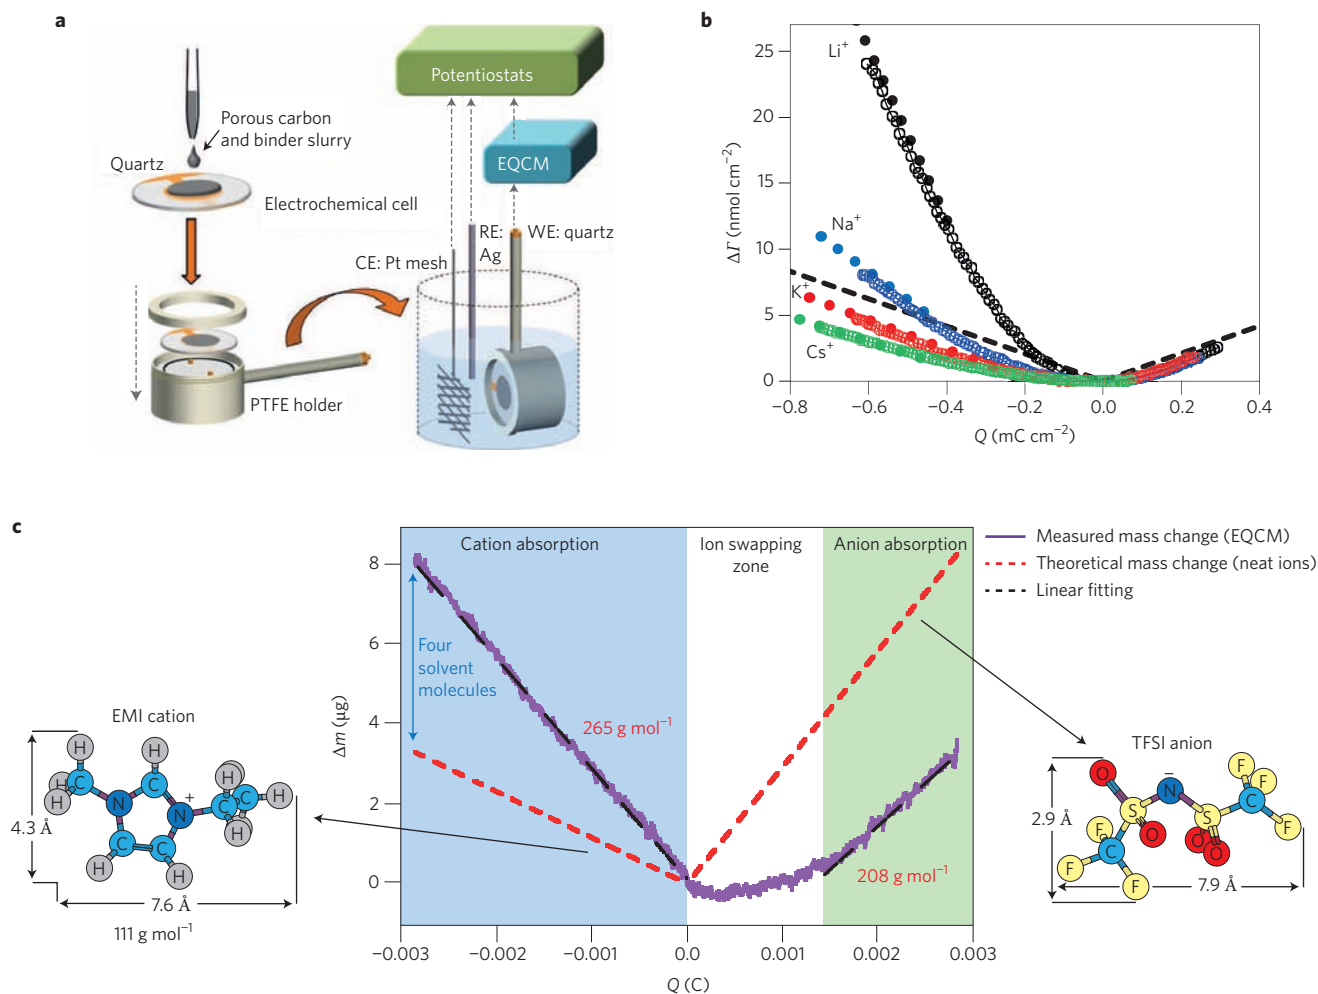 a
Potentiostats
Porous carbon
and binder slurry
Quartz
EQCM
Electrochemical cell
RE:
Ag
WE: quartz
CE: Pt mesh
PTFE holder
b
25
20
15
10
5
0
ΔΓ (nmol cm⁻²)
Li⁺
Na⁺
K⁺
Cs⁺
−0.8
−0.6
−0.4
−0.2
0.0
0.2
0.4
Q (mC cm⁻²)
c
Cation absorption
Ion swapping
zone
Anion absorption
Measured mass change (EQCM)
Theoretical mass change (neat ions)
Linear fitting
8
6
4
2
0
Δm (µg)
Four
solvent
molecules
265 g mol⁻¹
208 g mol⁻¹
−0.003
−0.002
−0.001
0.0
0.001
0.002
0.003
Q (C)
EMI cation
H
H
H
H
C
C
N
+
N
C
C
H
H
H
H
C
C
H
H
4.3 Å
7.6 Å
111 g mol⁻¹
TFSI anion
O
−
N
F
F
C
F
S
S
O
O
O
F
C
F
F
2.9 Å
7.9 Å